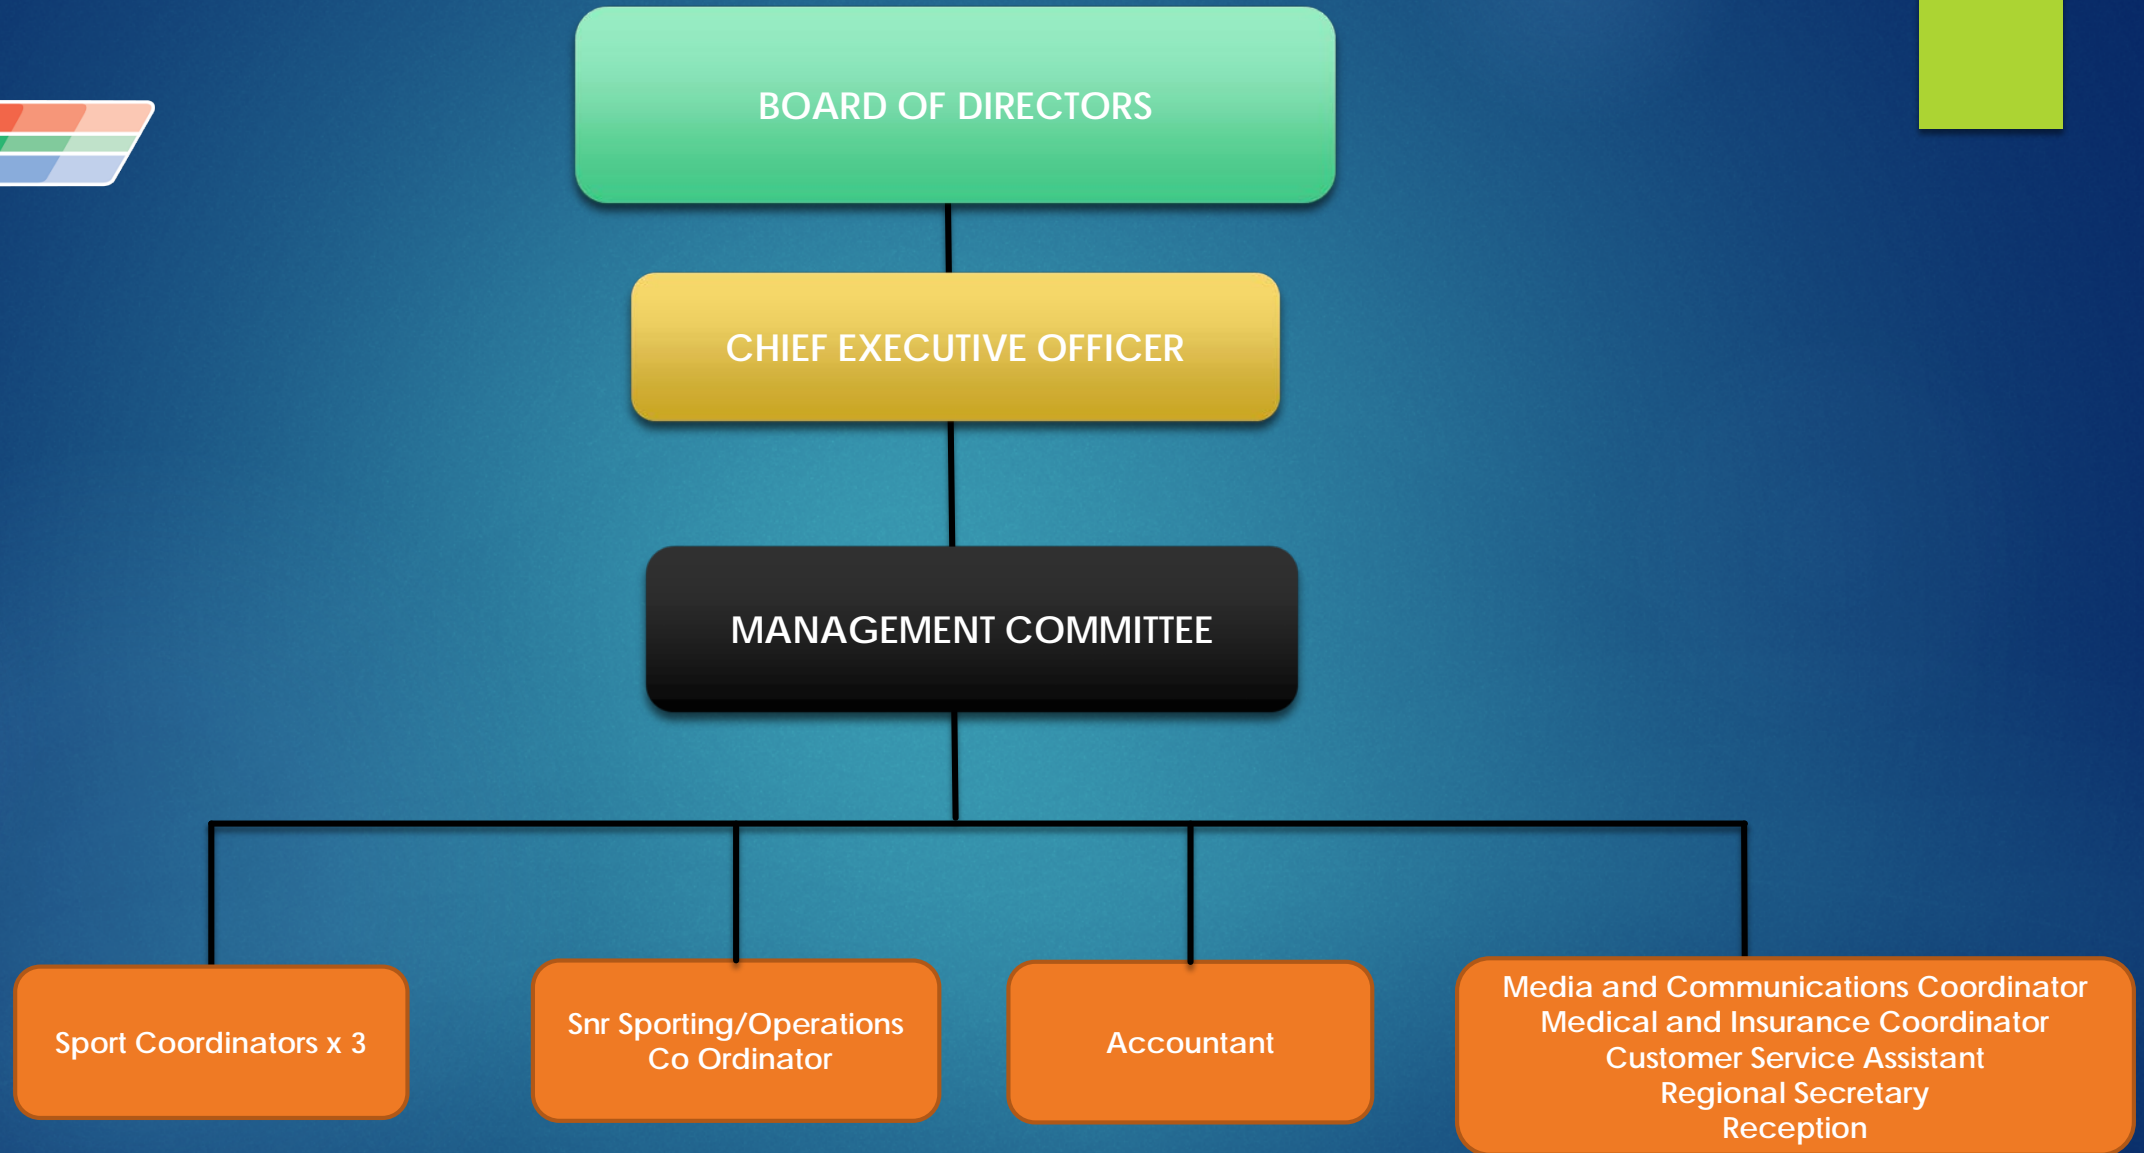 BOARD OF DIRECTORS
CHIEF EXECUTIVE OFFICER
MANAGEMENT COMMITTEE
Sport Coordinators x 3
Snr Sporting/Operations
Co Ordinator
Accountant
Media and Communications Coordinator
Medical and Insurance Coordinator
Customer Service Assistant
Regional Secretary
Reception